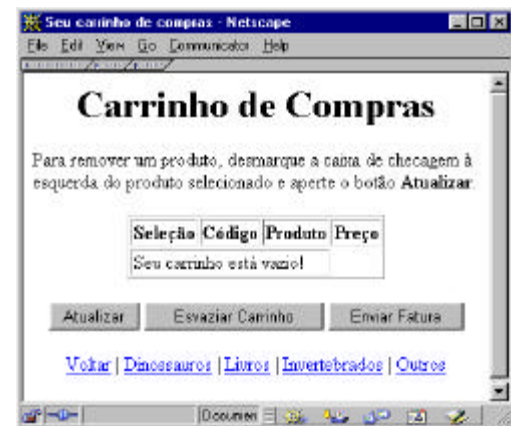 Seu carrinho de compras - Netscape
File Edit View Go Communicator Help
Carrinho de Compras
Para remover um produto, desmarque a caixa de checagem à
esquerda do produto selecionado e aperte o botão Atualizar.
Seleção Código Produto Preço
Seu carrinho está vazio!
Atualizar Esvaziar Carrinho Enviar Fatura
Voltar | Dinossauros | Livros | Invertebrados | Outros
Documen